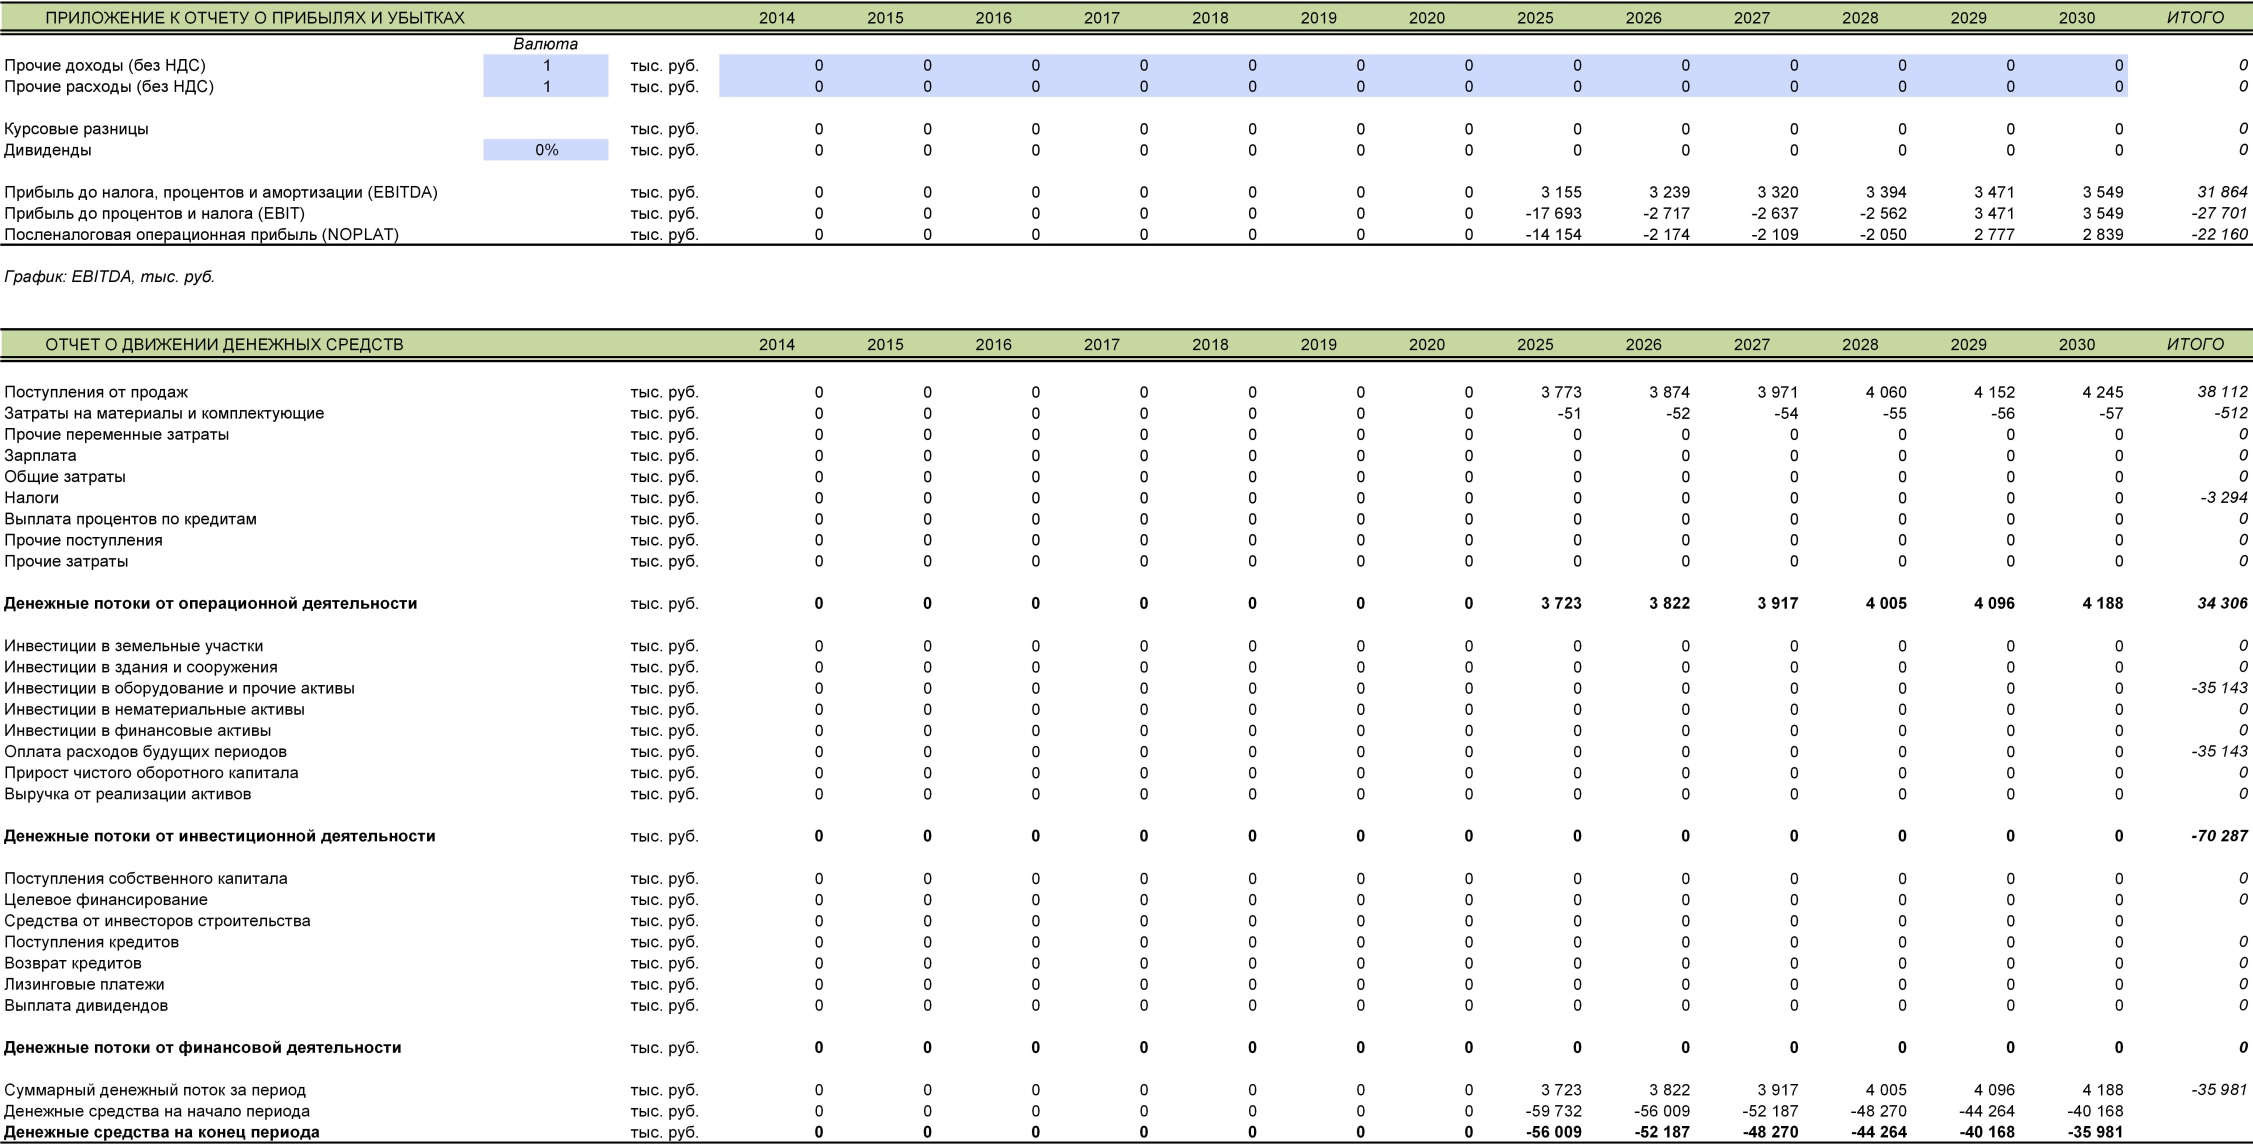 ПРИЛОЖЕНИЕ К ОТЧЕТУ О ПРИБЫЛЯХ И УБЫТКАХ 2014 2015 2016 2017 2018 2019 2020 2025 2026 2027 2028 2029 2030 ИТОГО
Валюта
Прочие доходы (без НДС) 1 тыс. руб. 0 0 0 0 0 0 0 0 0 0 0 0 0 0
Прочие расходы (без НДС) 1 тыс. руб. 0 0 0 0 0 0 0 0 0 0 0 0 0 0
Курсовые разницы тыс. руб. 0 0 0 0 0 0 0 0 0 0 0 0 0 0
Дивиденды 0% тыс. руб. 0 0 0 0 0 0 0 0 0 0 0 0 0 0
Прибыль до налога, процентов и амортизации (EBITDA) тыс. руб. 0 0 0 0 0 0 0 3 155 3 239 3 320 3 394 3 471 3 549 31 864
Прибыль до процентов и налога (EBIT) тыс. руб. 0 0 0 0 0 0 0 -17 693 -2 717 -2 637 -2 562 3 471 3 549 -27 701
Посленалоговая операционная прибыль (NOPLAT) тыс. руб. 0 0 0 0 0 0 0 -14 154 -2 174 -2 109 -2 050 2 777 2 839 -22 160
График: EBITDA, тыс. руб.
ОТЧЕТ О ДВИЖЕНИИ ДЕНЕЖНЫХ СРЕДСТВ 2014 2015 2016 2017 2018 2019 2020 2025 2026 2027 2028 2029 2030 ИТОГО
Поступления от продаж тыс. руб. 0 0 0 0 0 0 0 3 773 3 874 3 971 4 060 4 152 4 245 38 112
Затраты на материалы и комплектующие тыс. руб. 0 0 0 0 0 0 0 -51 -52 -54 -55 -56 -57 -512
Прочие переменные затраты тыс. руб. 0 0 0 0 0 0 0 0 0 0 0 0 0 0
Зарплата тыс. руб. 0 0 0 0 0 0 0 0 0 0 0 0 0 0
Общие затраты тыс. руб. 0 0 0 0 0 0 0 0 0 0 0 0 0 0
Налоги тыс. руб. 0 0 0 0 0 0 0 0 0 0 0 0 0 -3 294
Выплата процентов по кредитам тыс. руб. 0 0 0 0 0 0 0 0 0 0 0 0 0 0
Прочие поступления тыс. руб. 0 0 0 0 0 0 0 0 0 0 0 0 0 0
Прочие затраты тыс. руб. 0 0 0 0 0 0 0 0 0 0 0 0 0 0
Денежные потоки от операционной деятельности тыс. руб. 0 0 0 0 0 0 0 3 723 3 822 3 917 4 005 4 096 4 188 34 306
Инвестиции в земельные участки тыс. руб. 0 0 0 0 0 0 0 0 0 0 0 0 0 0
Инвестиции в здания и сооружения тыс. руб. 0 0 0 0 0 0 0 0 0 0 0 0 0 0
Инвестиции в оборудование и прочие активы тыс. руб. 0 0 0 0 0 0 0 0 0 0 0 0 0 -35 143
Инвестиции в нематериальные активы тыс. руб. 0 0 0 0 0 0 0 0 0 0 0 0 0 0
Инвестиции в финансовые активы тыс. руб. 0 0 0 0 0 0 0 0 0 0 0 0 0 0
Оплата расходов будущих периодов тыс. руб. 0 0 0 0 0 0 0 0 0 0 0 0 0 -35 143
Прирост чистого оборотного капитала тыс. руб. 0 0 0 0 0 0 0 0 0 0 0 0 0 0
Выручка от реализации активов тыс. руб. 0 0 0 0 0 0 0 0 0 0 0 0 0 0
Денежные потоки от инвестиционной деятельности тыс. руб. 0 0 0 0 0 0 0 0 0 0 0 0 0 -70 287
Поступления собственного капитала тыс. руб. 0 0 0 0 0 0 0 0 0 0 0 0 0 0
Целевое финансирование тыс. руб. 0 0 0 0 0 0 0 0 0 0 0 0 0 0
Средства от инвесторов строительства тыс. руб. 0 0 0 0 0 0 0 0 0 0 0 0 0
Поступления кредитов тыс. руб. 0 0 0 0 0 0 0 0 0 0 0 0 0 0
Возврат кредитов тыс. руб. 0 0 0 0 0 0 0 0 0 0 0 0 0 0
Лизинговые платежи тыс. руб. 0 0 0 0 0 0 0 0 0 0 0 0 0 0
Выплата дивидендов тыс. руб. 0 0 0 0 0 0 0 0 0 0 0 0 0 0
Денежные потоки от финансовой деятельности тыс. руб. 0 0 0 0 0 0 0 0 0 0 0 0 0 0
Суммарный денежный поток за период тыс. руб. 0 0 0 0 0 0 0 3 723 3 822 3 917 4 005 4 096 4 188 -35 981
Денежные средства на начало периода тыс. руб. 0 0 0 0 0 0 0 -59 732 -56 009 -52 187 -48 270 -44 264 -40 168
Денежные средства на конец периода тыс. руб. 0 0 0 0 0 0 0 -56 009 -52 187 -48 270 -44 264 -40 168 -35 981